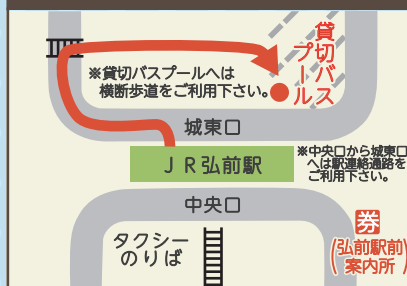 貸切バス
プール
※貸切バスプールへは
横断歩道をご利用下さい。
城東口
※中央口から城東口
へは駅連絡通路を
ご利用下さい。
JR弘前駅
中央口
券
(弘前駅前)
案内所
タクシー
のりば